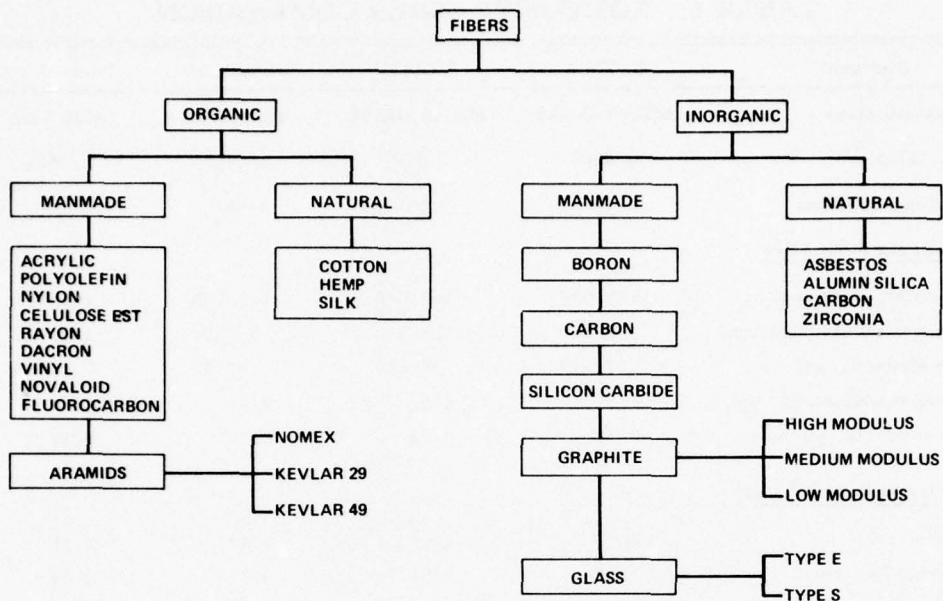 FIBERS
ORGANIC
INORGANIC
MANMADE
NATURAL
MANMADE
NATURAL
ACRYLIC
POLYOLEFIN
NYLON
CELULOSE EST
RAYON
DACRON
VINYL
NOVALOID
FLUOROCARBON
COTTON
HEMP
SILK
BORON
CARBON
SILICON CARBIDE
ASBESTOS
ALUMIN SILICA
CARBON
ZIRCONIA
ARAMIDS
NOMEX
KEVLAR 29
KEVLAR 49
GRAPHITE
HIGH MODULUS
MEDIUM MODULUS
LOW MODULUS
GLASS
TYPE E
TYPE S